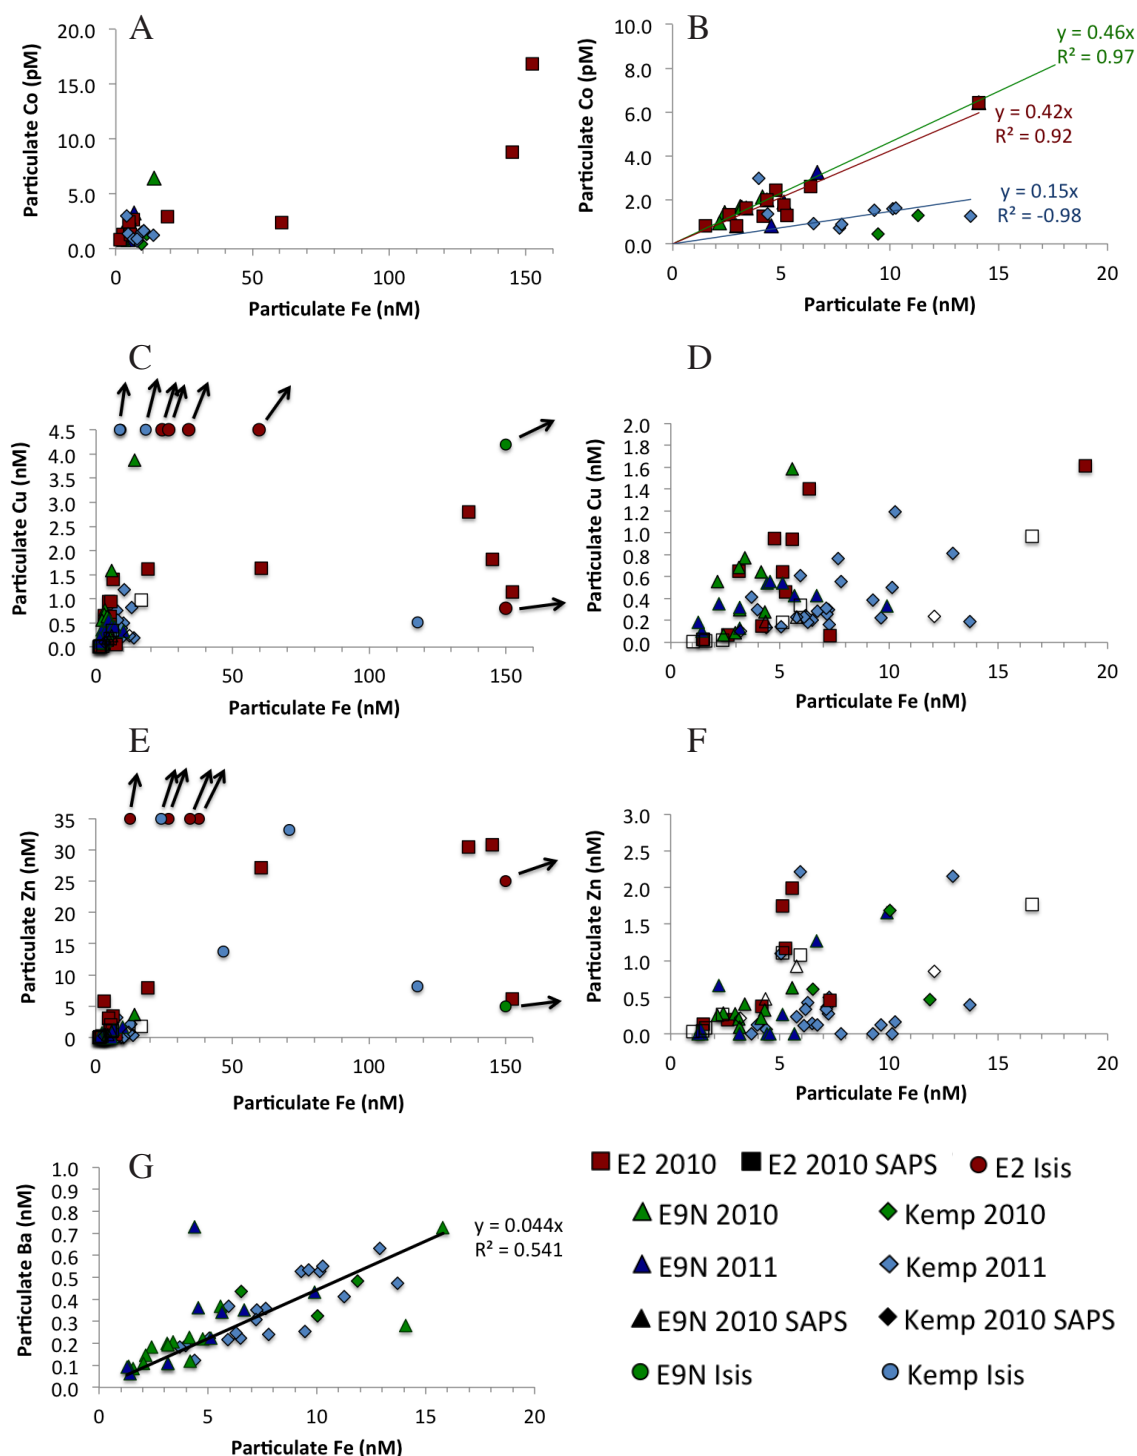 A
Particulate Co (pM)
20.0
15.0
10.0
5.0
0.0
0
50
100
150
Particulate Fe (nM)
B
Particulate Co (pM)
10.0
8.0
6.0
4.0
2.0
0.0
0
5
10
15
20
Particulate Fe (nM)
y = 0.46x
R² = 0.97
y = 0.42x
R² = 0.92
y = 0.15x
R² = -0.98
C
Particulate Cu (nM)
4.5
4.0
3.5
3.0
2.5
2.0
1.5
1.0
0.5
0.0
0
50
100
150
Particulate Fe (nM)
D
Particulate Cu (nM)
2.0
1.8
1.6
1.4
1.2
1.0
0.8
0.6
0.4
0.2
0.0
0
5
10
15
20
Particulate Fe (nM)
E
Particulate Zn (nM)
35
30
25
20
15
10
5
0
0
50
100
150
Particulate Fe (nM)
F
Particulate Zn (nM)
3.0
2.5
2.0
1.5
1.0
0.5
0.0
0
5
10
15
20
Particulate Fe (nM)
G
Particulate Ba (nM)
1.0
0.9
0.8
0.7
0.6
0.5
0.4
0.3
0.2
0.1
0.0
0
5
10
15
20
Particulate Fe (nM)
y = 0.044x
R² = 0.541
E2 2010
E2 2010 SAPS
E2 Isis
E9N 2010
Kemp 2010
E9N 2011
Kemp 2011
E9N 2010 SAPS
Kemp 2010 SAPS
E9N Isis
Kemp Isis